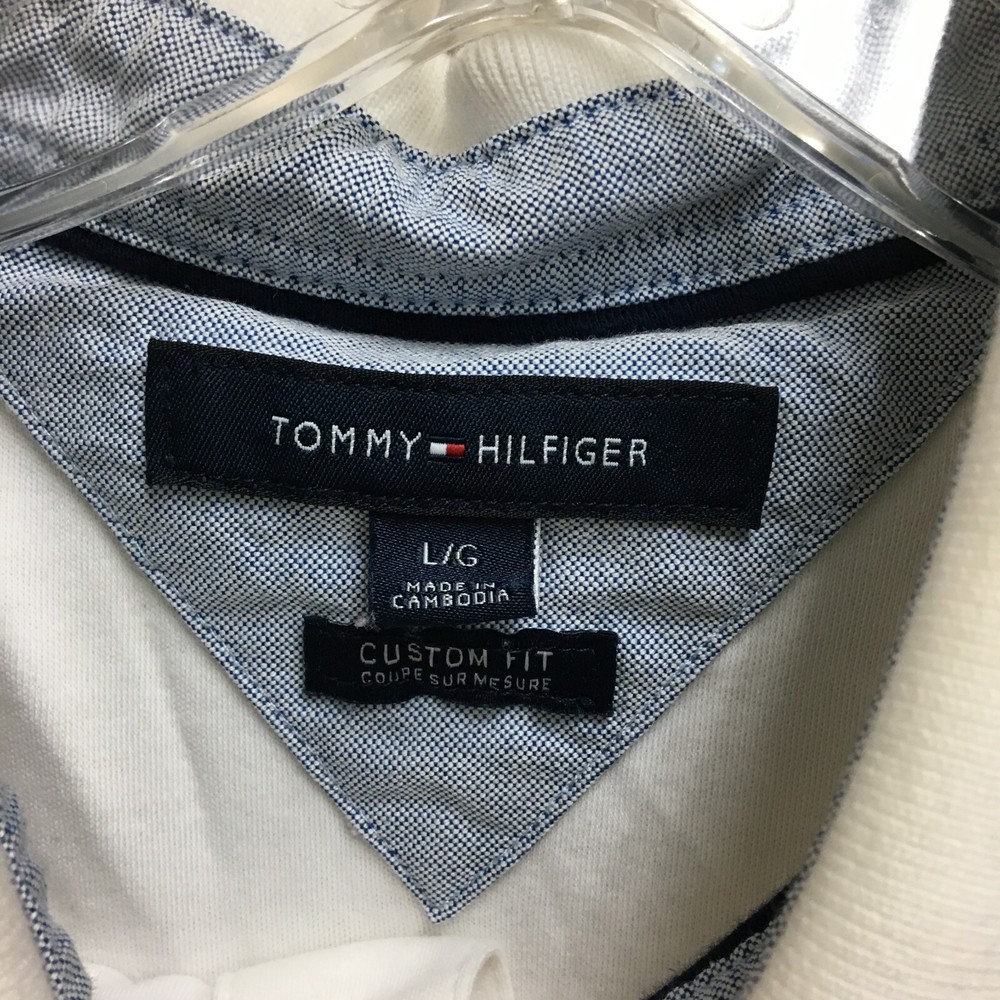 TOMMY HILFIGER
L/G
MADE IN
CAMBODIA
CUSTOM FIT
COUPE SUR MESURE